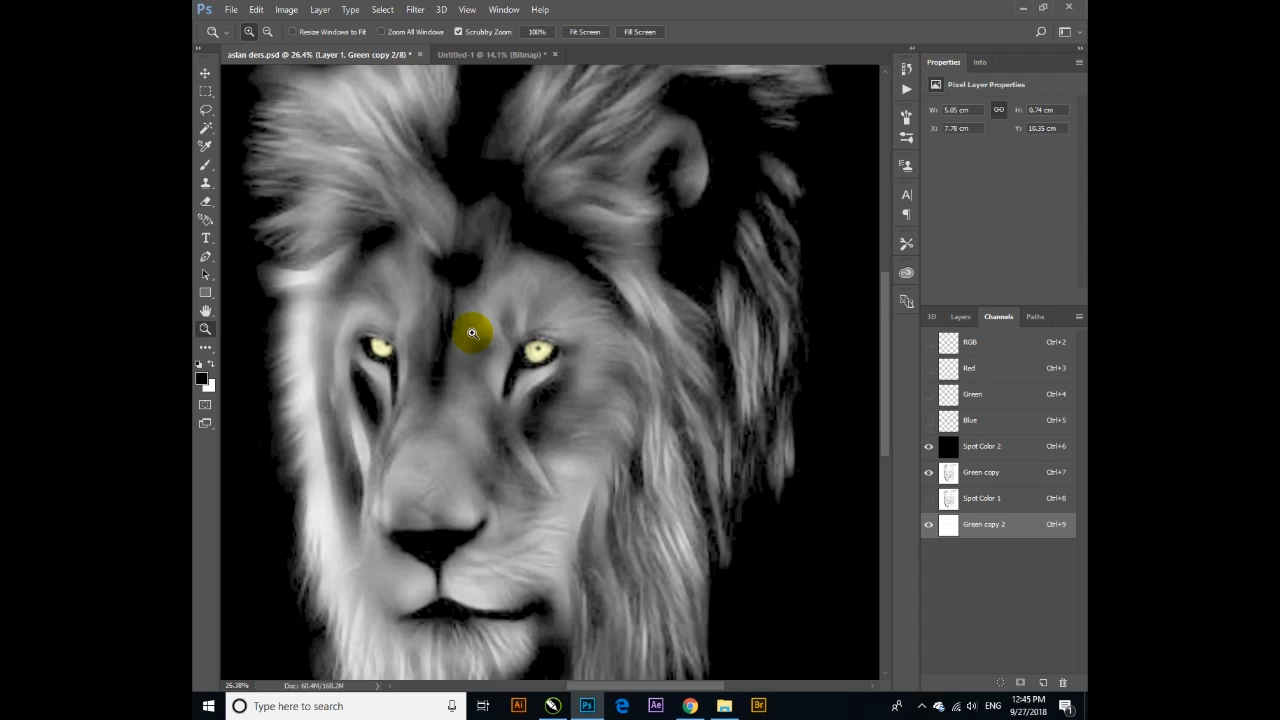 Ps File Edit Image Layer Type Select Filter 3D View Window Help
Resize Windows to Fit Zoom All Windows Scrubby Zoom 100% Fit Screen Fill Screen
aslan ders.psd @ 26.4% (Layer 1, Green copy 2/8) * × Untitled-1 @ 14.1% (Bitmap) * ×
Properties Info
Pixel Layer Properties
W: 5.05 cm H: 0.74 cm
X: 7.78 cm Y: 10.35 cm
3D Layers Channels Paths
RGB Ctrl+2
Red Ctrl+3
Green Ctrl+4
Blue Ctrl+5
Spot Color 2 Ctrl+6
Green copy Ctrl+7
Spot Color 1 Ctrl+8
Green copy 2 Ctrl+9
26.38% Doc: 60.4M/168.2M
Type here to search
Ai Ps Ae Br
ENG
12:45 PM
9/27/2018
1